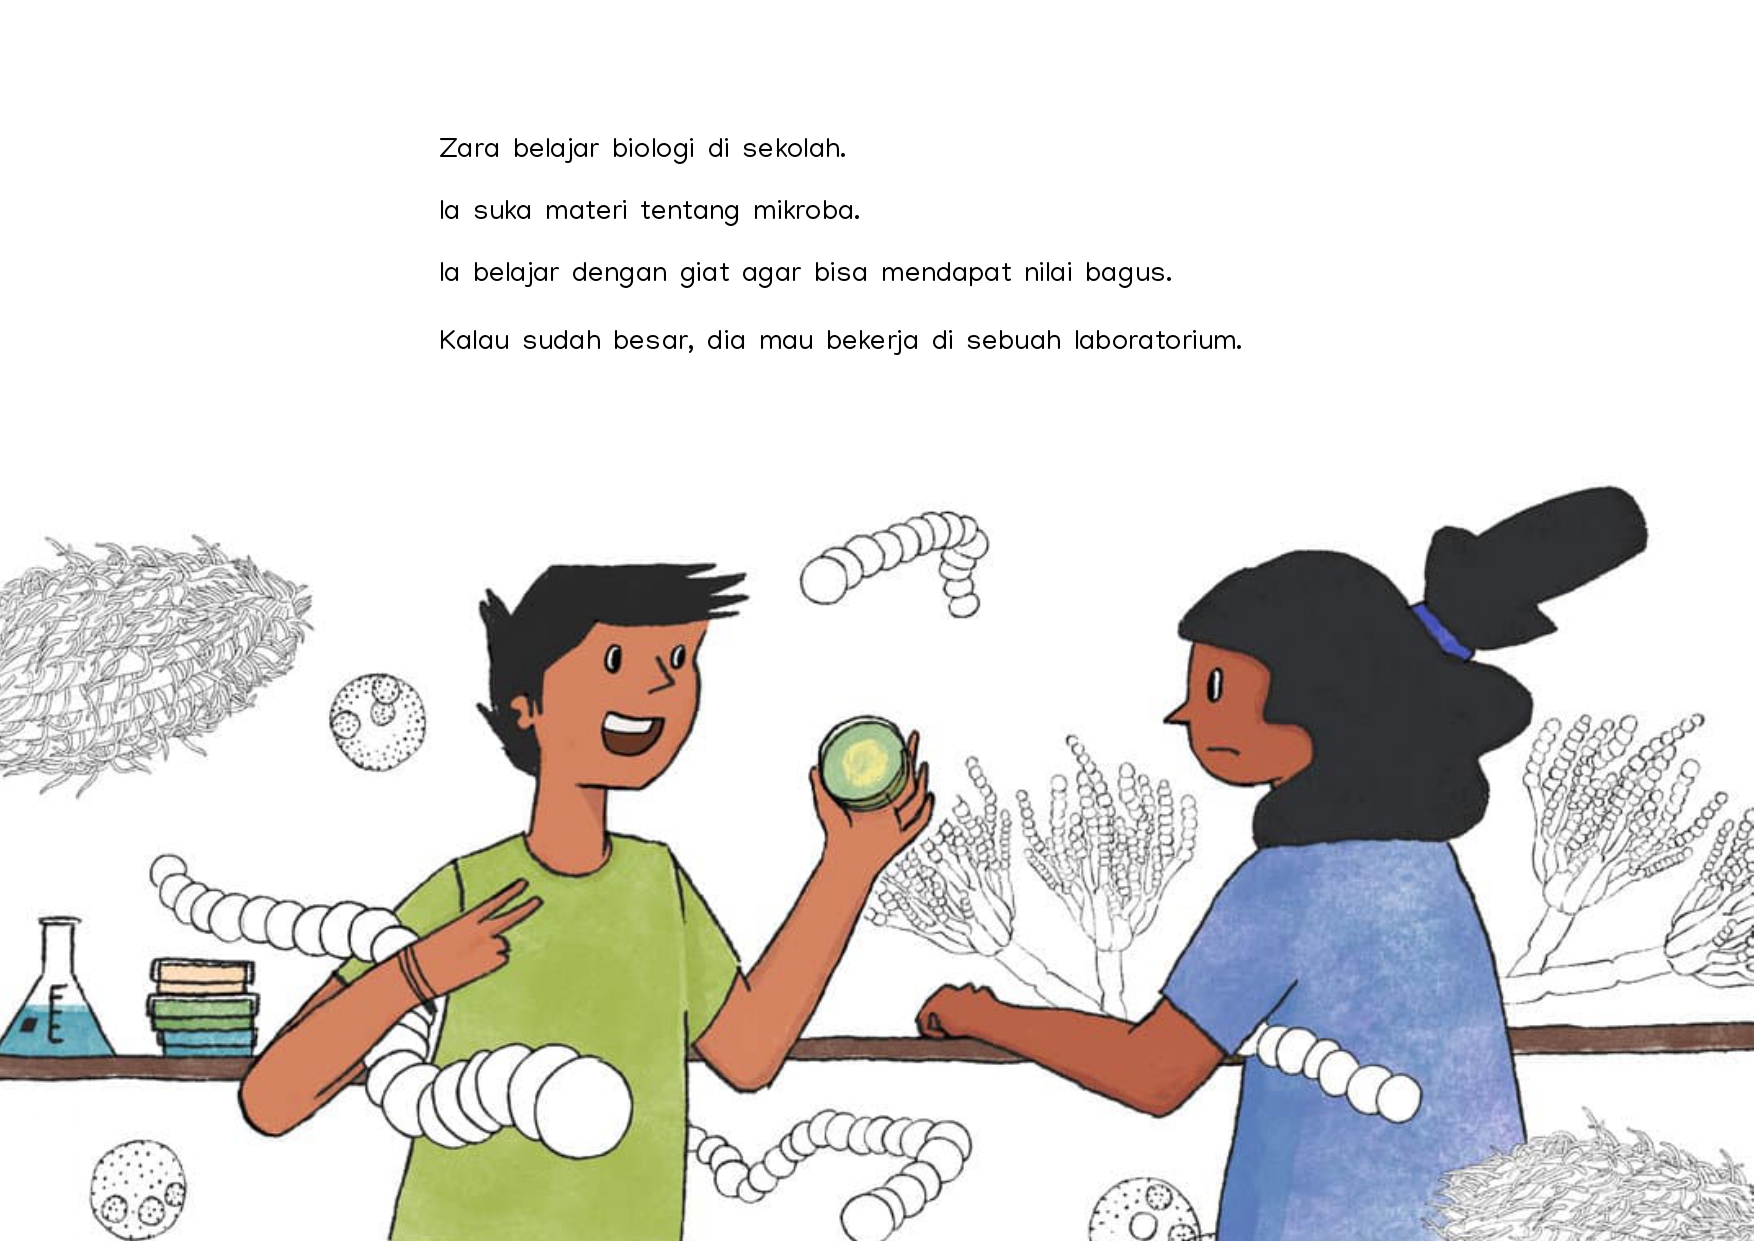 Zara belajar biologi di sekolah.
Ia suka materi tentang mikroba.
Ia belajar dengan giat agar bisa mendapat nilai bagus.
Kalau sudah besar, dia mau bekerja di sebuah laboratorium.